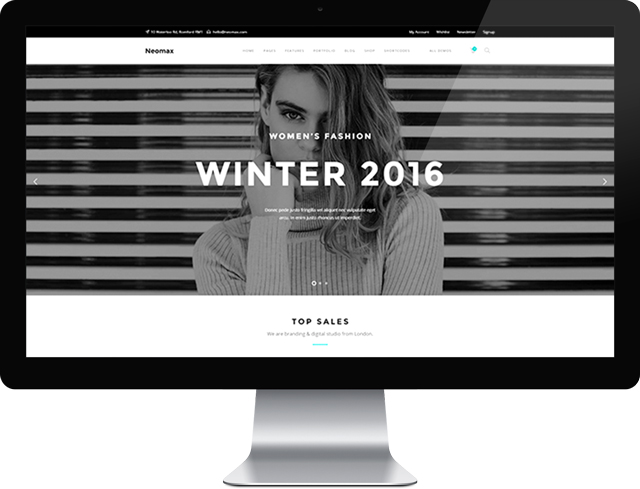 10 Waterloo Rd, Romford RM1 hello@neomax.com My Account Wishlist Newsletter Signup
Neomax HOME PAGES FEATURES PORTFOLIO BLOG SHOP SHORTCODES ALL DEMOS
WOMEN'S FASHION
WINTER 2016
Donec pede justo fringilla vel aliquet nec vulputate eget
arcu, in enim justo rhoncus ut imperdiet.
TOP SALES
We are branding & digital studio from London.